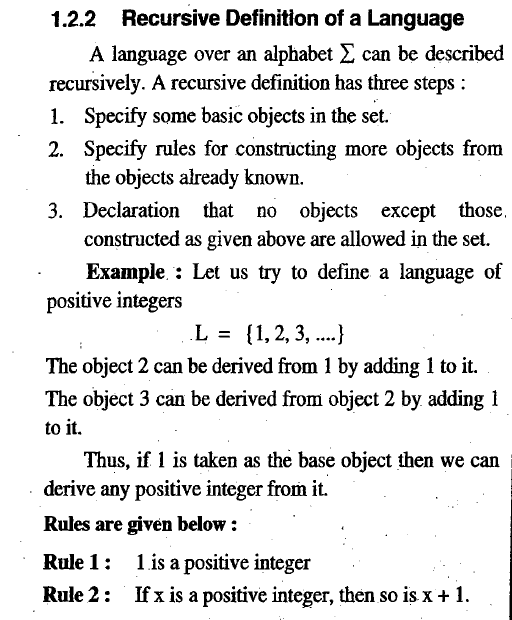 1.2.2 Recursive Definition of a Language
A language over an alphabet ∑ can be described
recursively. A recursive definition has three steps :
1. Specify some basic objects in the set.
2. Specify rules for constructing more objects from
the objects already known.
3. Declaration that no objects except those
constructed as given above are allowed in the set.
Example : Let us try to define a language of
positive integers
L = {1, 2, 3, ....}
The object 2 can be derived from 1 by adding 1 to it.
The object 3 can be derived from object 2 by adding 1
to it.
Thus, if 1 is taken as the base object then we can
derive any positive integer from it.
Rules are given below :
Rule 1 : 1 is a positive integer
Rule 2 : If x is a positive integer, then so is x + 1.